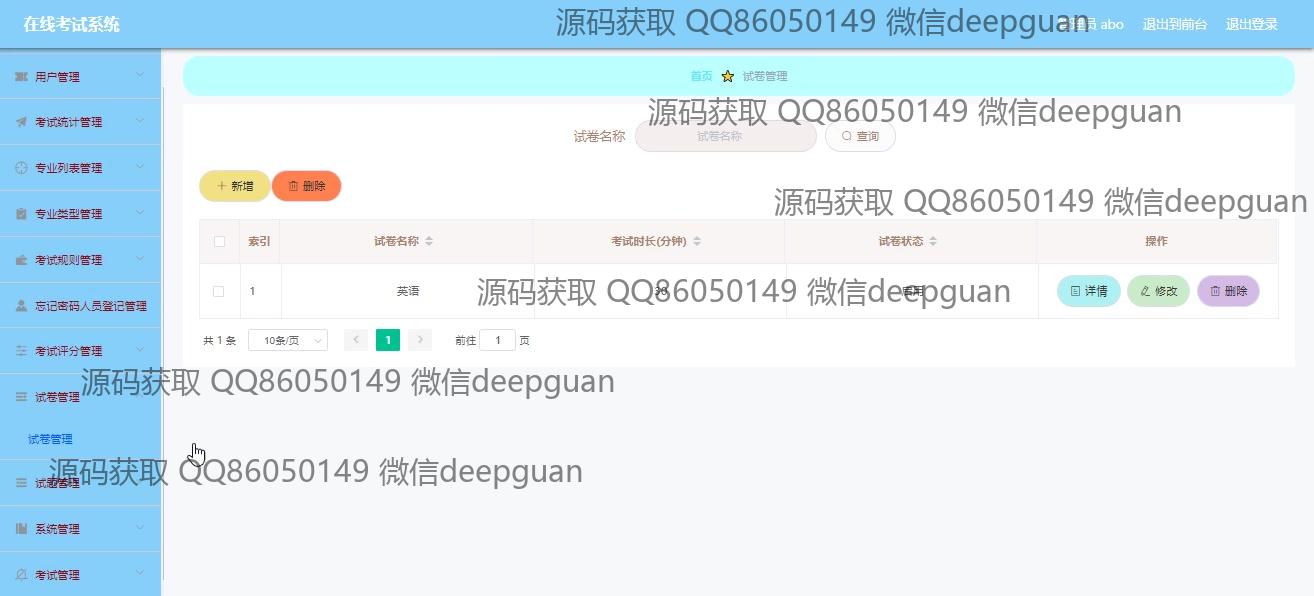 在线考试系统
源码获取 QQ86050149 微信deepguan
abo 退出到前台 退出登录
用户管理
考试统计管理
专业列表管理
专业类型管理
考试规则管理
忘记密码人员登记管理
考试评分管理
试卷管理
试卷管理
试题管理
系统管理
考试管理
首页 试卷管理
源码获取 QQ86050149 微信deepguan
试卷名称 试卷名称 查询
新增 删除
源码获取 QQ86050149 微信deepguan
索引 试卷名称 考试时长(分钟) 试卷状态 操作
1 英语 详情 修改 删除
源码获取 QQ86050149 微信deepguan
共 1 条 10条/页 1 前往 1 页
源码获取 QQ86050149 微信deepguan
源码获取 QQ86050149 微信deepguan